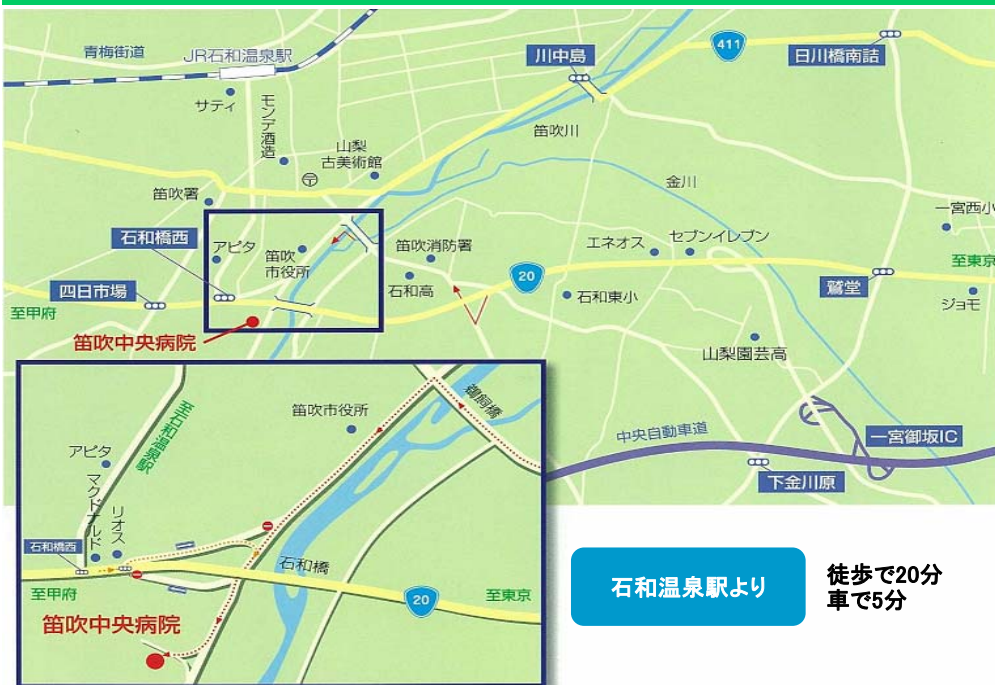 青梅街道
JR石和温泉駅
川中島
411
日川橋南詰
サティ
モンデ酒造
笛吹川
山梨
古美術館
〒
金川
笛吹署
一宮西小
石和橋西
アピタ
笛吹
市役所
笛吹消防署
エネオス
セブンイレブン
至東京
四日市場
石和高
20
石和東小
鷲堂
ジョモ
至甲府
笛吹中央病院
山梨園芸高
中央自動車道
一宮御坂IC
下金川原
至石和温泉駅
笛吹市役所
鵜飼橋
アピタ
マクドナルド
リオス
石和橋西
石和橋
至甲府
20
至東京
笛吹中央病院
石和温泉駅より
徒歩で20分
車で5分